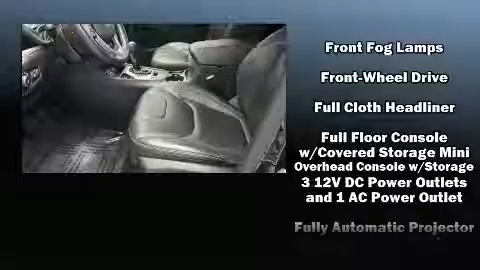 Front Fog Lamps
Front-Wheel Drive
Full Cloth Headliner
Full Floor Console
w/Covered Storage Mini
Overhead Console w/Storage
3 12V DC Power Outlets
and 1 AC Power Outlet
Fully Automatic Projector